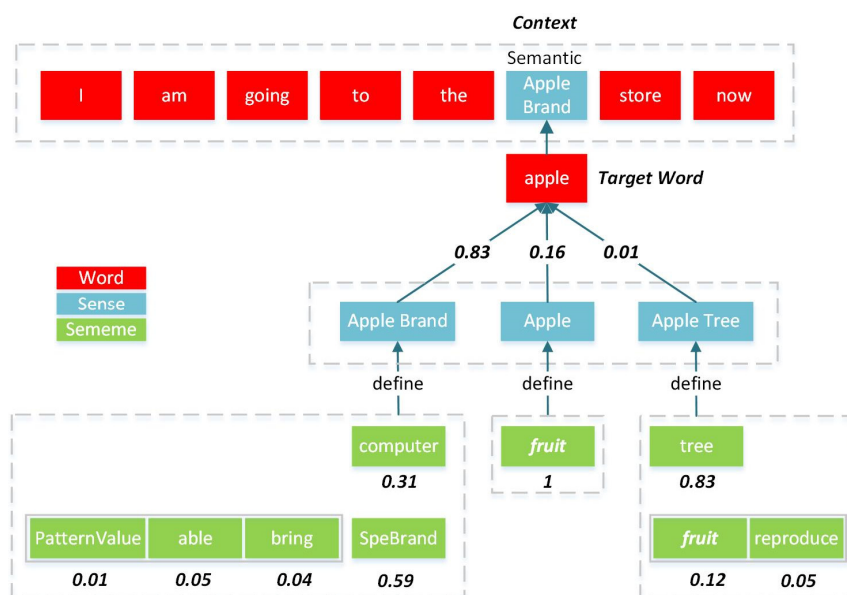 Context
Semantic
I am going to the Apple Brand store now
apple Target Word
0.83 0.16 0.01
Word
Sense
Sememe
Apple Brand Apple Apple Tree
define define define
computer fruit tree
0.31 1 0.83
PatternValue able bring SpeBrand fruit reproduce
0.01 0.05 0.04 0.59 0.12 0.05